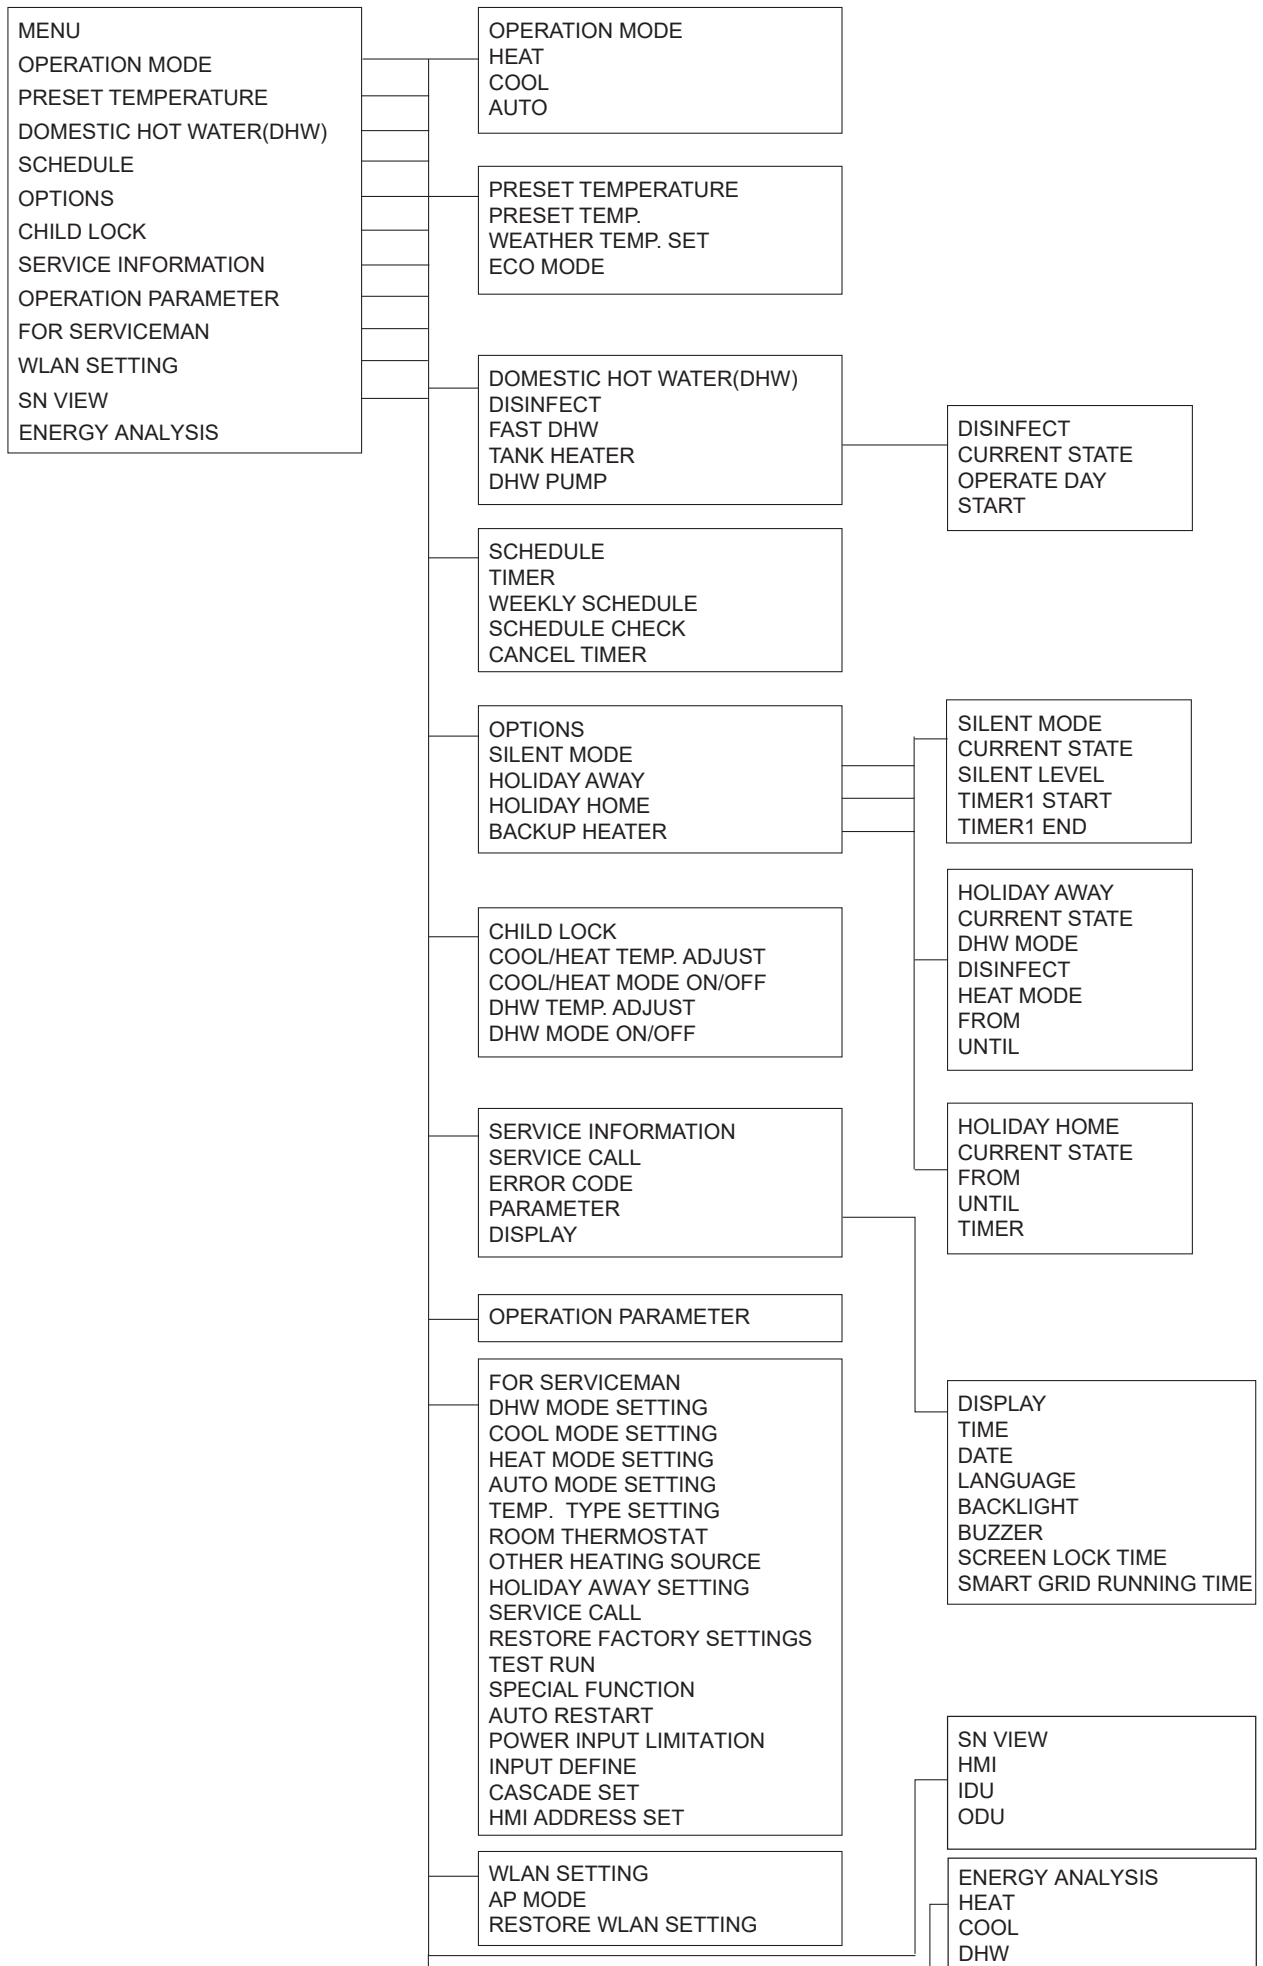 MENU
OPERATION MODE
PRESET TEMPERATURE
DOMESTIC HOT WATER(DHW)
SCHEDULE
OPTIONS
CHILD LOCK
SERVICE INFORMATION
OPERATION PARAMETER
FOR SERVICEMAN
WLAN SETTING
SN VIEW
ENERGY ANALYSIS
OPERATION MODE
HEAT
COOL
AUTO
PRESET TEMPERATURE
PRESET TEMP.
WEATHER TEMP. SET
ECO MODE
DOMESTIC HOT WATER(DHW)
DISINFECT
FAST DHW
TANK HEATER
DHW PUMP
DISINFECT
CURRENT STATE
OPERATE DAY
START
SCHEDULE
TIMER
WEEKLY SCHEDULE
SCHEDULE CHECK
CANCEL TIMER
OPTIONS
SILENT MODE
HOLIDAY AWAY
HOLIDAY HOME
BACKUP HEATER
SILENT MODE
CURRENT STATE
SILENT LEVEL
TIMER1 START
TIMER1 END
HOLIDAY AWAY
CURRENT STATE
DHW MODE
DISINFECT
HEAT MODE
FROM
UNTIL
HOLIDAY HOME
CURRENT STATE
FROM
UNTIL
TIMER
CHILD LOCK
COOL/HEAT TEMP. ADJUST
COOL/HEAT MODE ON/OFF
DHW TEMP. ADJUST
DHW MODE ON/OFF
SERVICE INFORMATION
SERVICE CALL
ERROR CODE
PARAMETER
DISPLAY
DISPLAY
TIME
DATE
LANGUAGE
BACKLIGHT
BUZZER
SCREEN LOCK TIME
SMART GRID RUNNING TIME
OPERATION PARAMETER
FOR SERVICEMAN
DHW MODE SETTING
COOL MODE SETTING
HEAT MODE SETTING
AUTO MODE SETTING
TEMP. TYPE SETTING
ROOM THERMOSTAT
OTHER HEATING SOURCE
HOLIDAY AWAY SETTING
SERVICE CALL
RESTORE FACTORY SETTINGS
TEST RUN
SPECIAL FUNCTION
AUTO RESTART
POWER INPUT LIMITATION
INPUT DEFINE
CASCADE SET
HMI ADDRESS SET
WLAN SETTING
AP MODE
RESTORE WLAN SETTING
SN VIEW
HMI
IDU
ODU
ENERGY ANALYSIS
HEAT
COOL
DHW